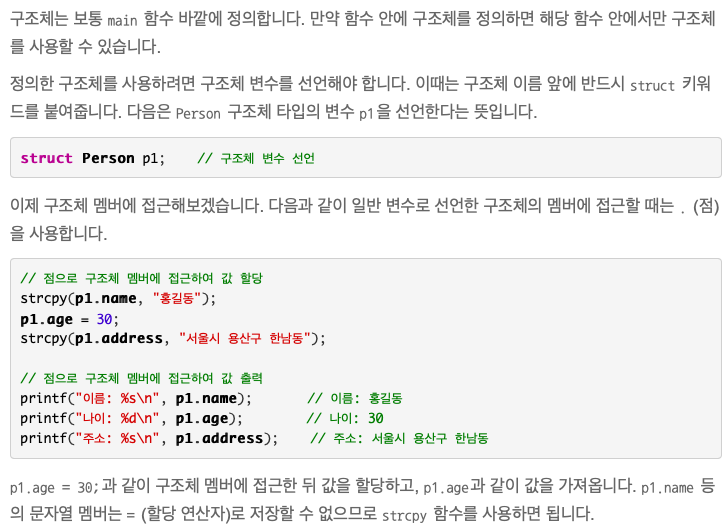 구조체는 보통 main 함수 바깥에 정의합니다. 만약 함수 안에 구조체를 정의하면 해당 함수 안에서만 구조체
를 사용할 수 있습니다.
정의한 구조체를 사용하려면 구조체 변수를 선언해야 합니다. 이때는 구조체 이름 앞에 반드시 struct 키워
드를 붙여줍니다. 다음은 Person 구조체 타입의 변수 p1을 선언한다는 뜻입니다.
struct Person p1;    // 구조체 변수 선언
이제 구조체 멤버에 접근해보겠습니다. 다음과 같이 일반 변수로 선언한 구조체의 멤버에 접근할 때는 . (점)
을 사용합니다.
// 점으로 구조체 멤버에 접근하여 값 할당
strcpy(p1.name, "홍길동");
p1.age = 30;
strcpy(p1.address, "서울시 용산구 한남동");
// 점으로 구조체 멤버에 접근하여 값 출력
printf("이름: %s\n", p1.name);       // 이름: 홍길동
printf("나이: %d\n", p1.age);        // 나이: 30
printf("주소: %s\n", p1.address);    // 주소: 서울시 용산구 한남동
p1.age = 30;과 같이 구조체 멤버에 접근한 뒤 값을 할당하고, p1.age과 같이 값을 가져옵니다. p1.name 등
의 문자열 멤버는 = (할당 연산자)로 저장할 수 없으므로 strcpy 함수를 사용하면 됩니다.